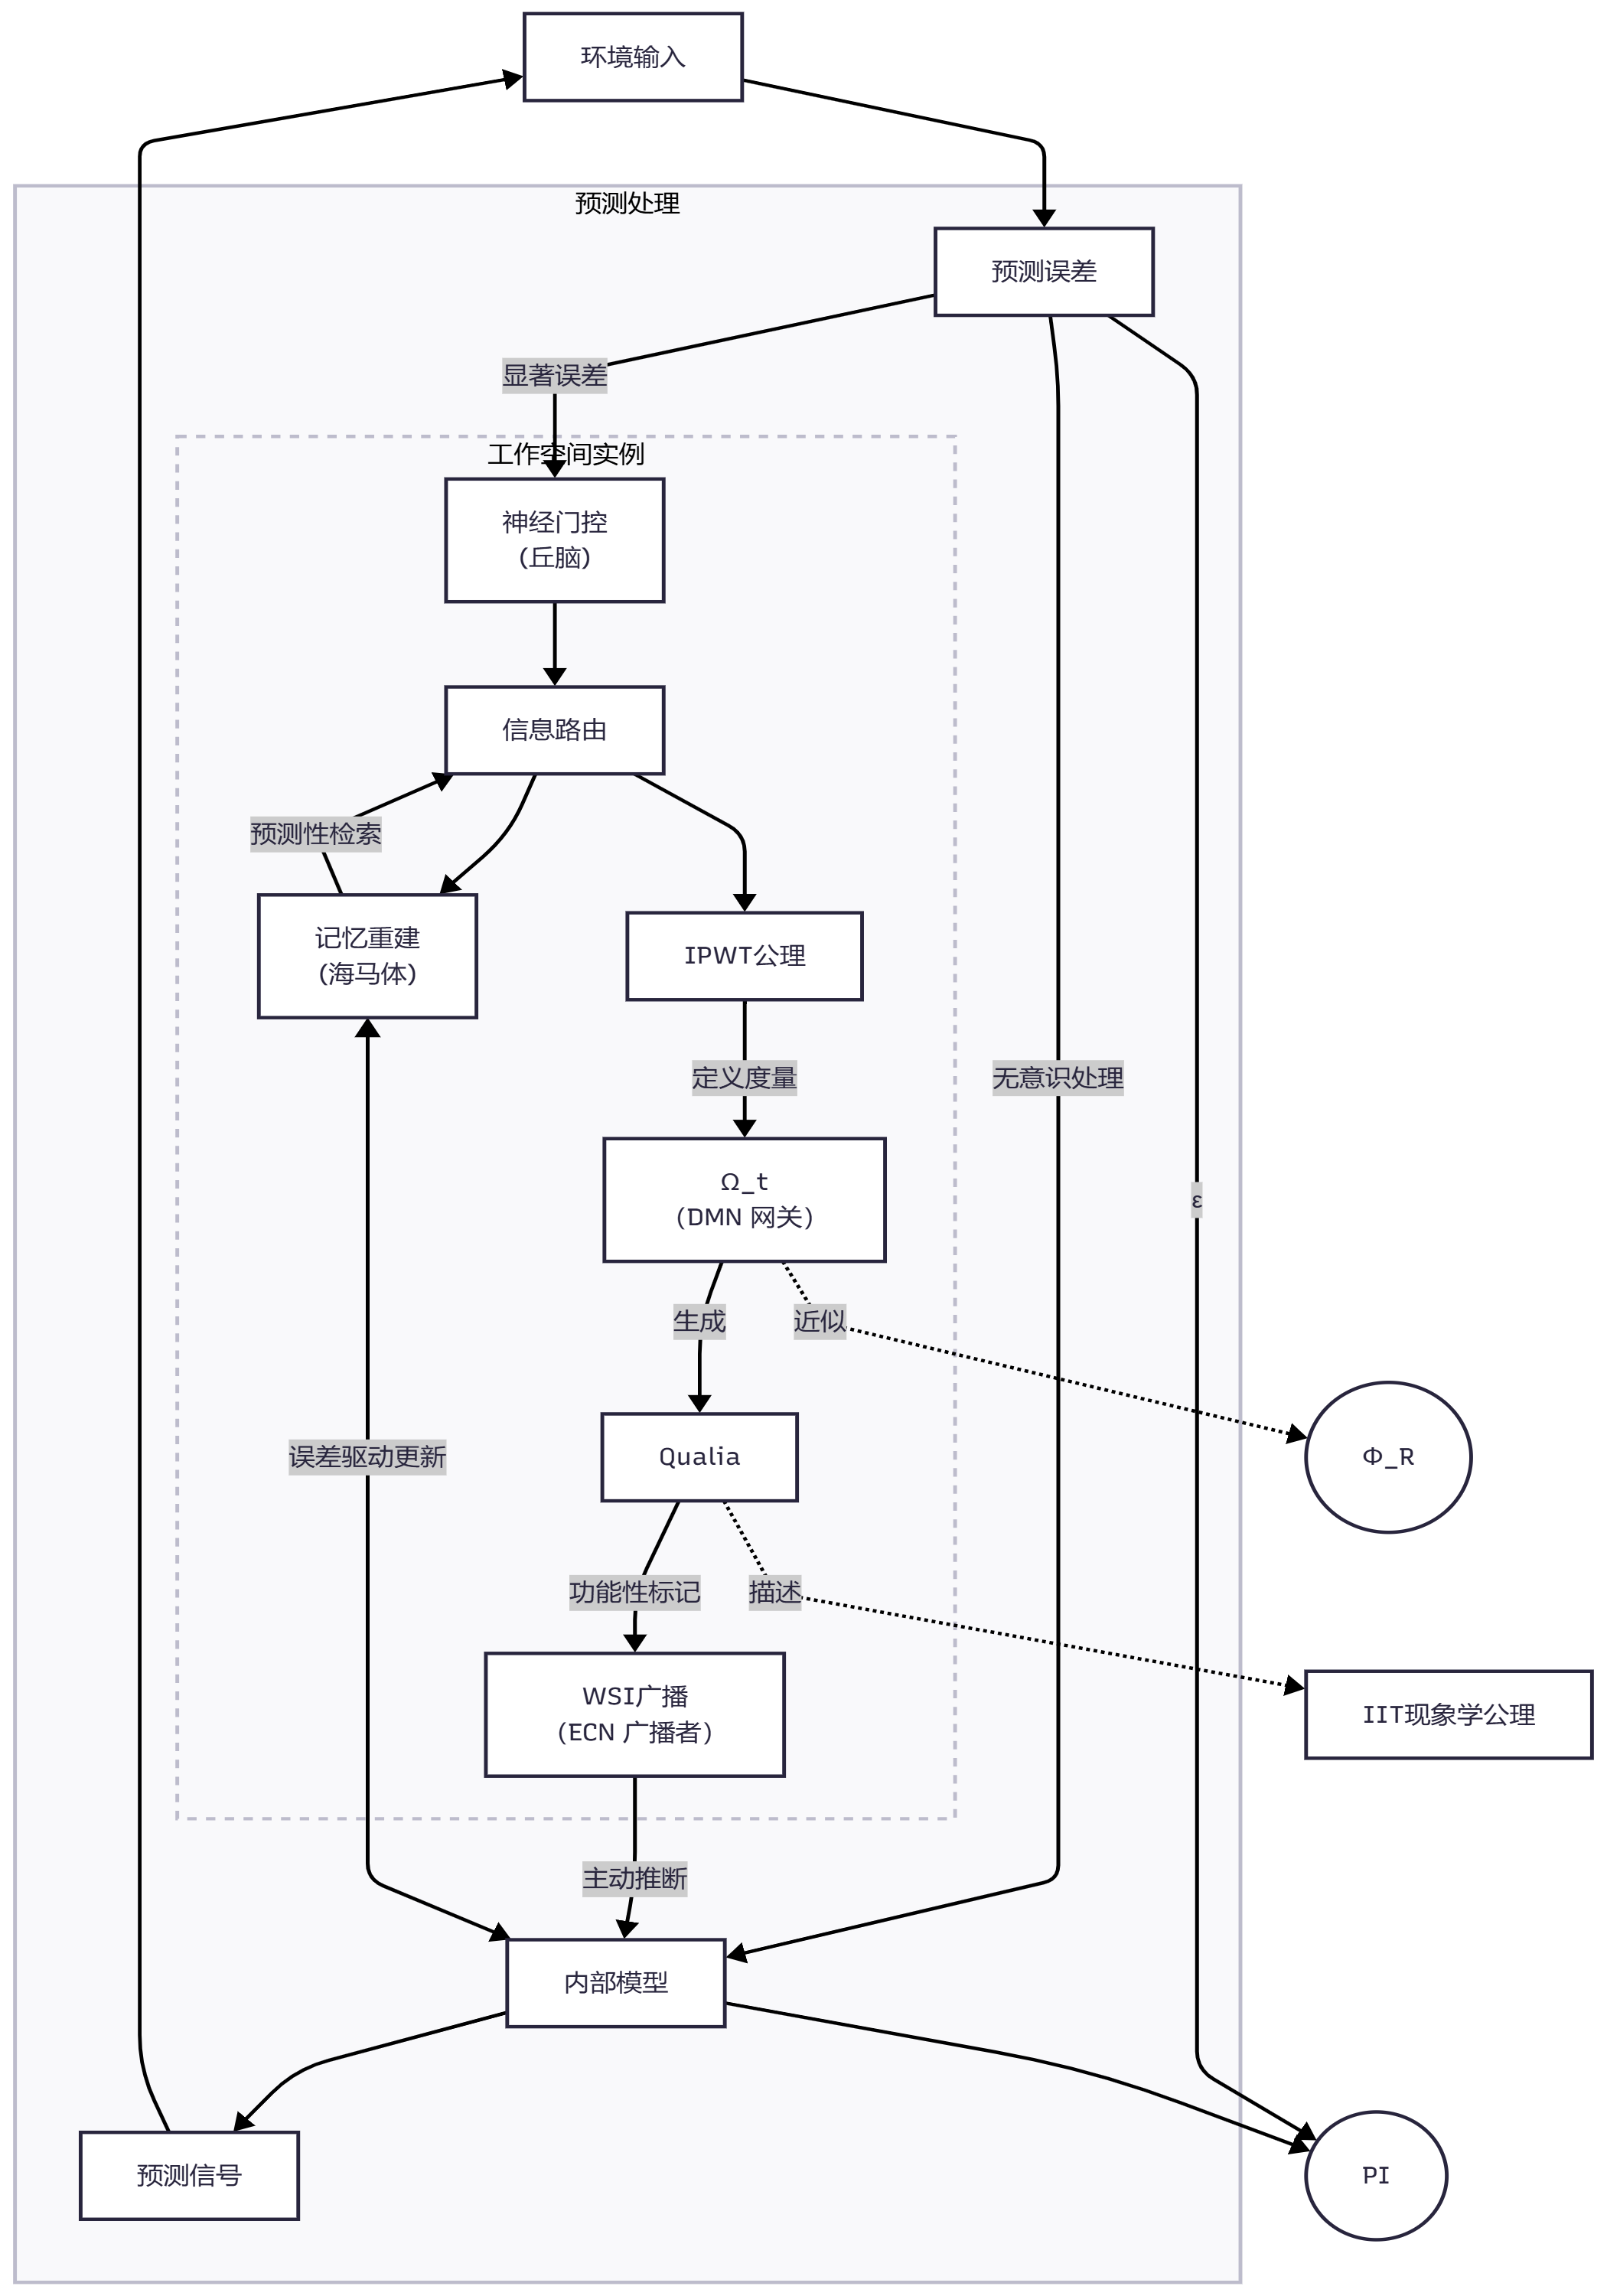 环境输入
预测处理
预测误差
显著误差
工作空间实例
神经门控
(丘脑)
信息路由
预测性检索
记忆重建
(海马体)
IPWT公理
定义度量
无意识处理
Ω_t
(DMN 网关)
ε
生成
近似
Φ_R
Qualia
误差驱动更新
功能性标记
描述
WSI广播
(ECN 广播者)
IIT现象学公理
主动推断
内部模型
预测信号
PI